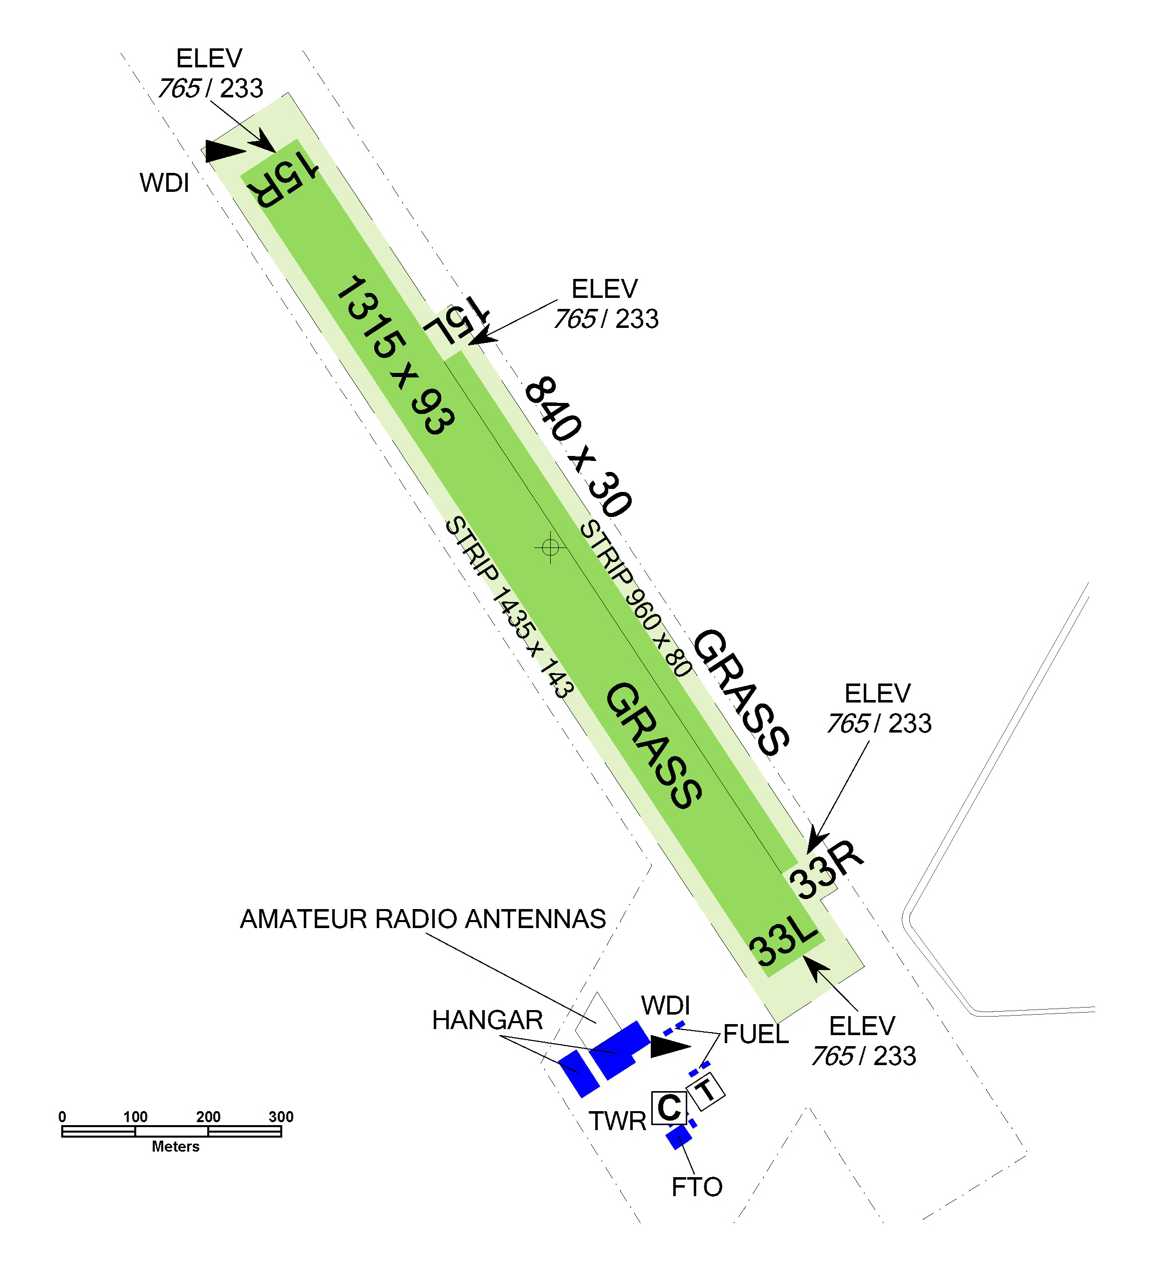 ELEV
765 / 233
WDI
15R
1315 x 93
15L
ELEV
765 / 233
840 x 30
STRIP 1435 x 143
STRIP 960 x 80
GRASS
GRASS
ELEV
765 / 233
33R
33L
AMATEUR RADIO ANTENNAS
HANGAR
WDI
FUEL
ELEV
765 / 233
T
C
TWR
FTO
0 100 200 300
Meters